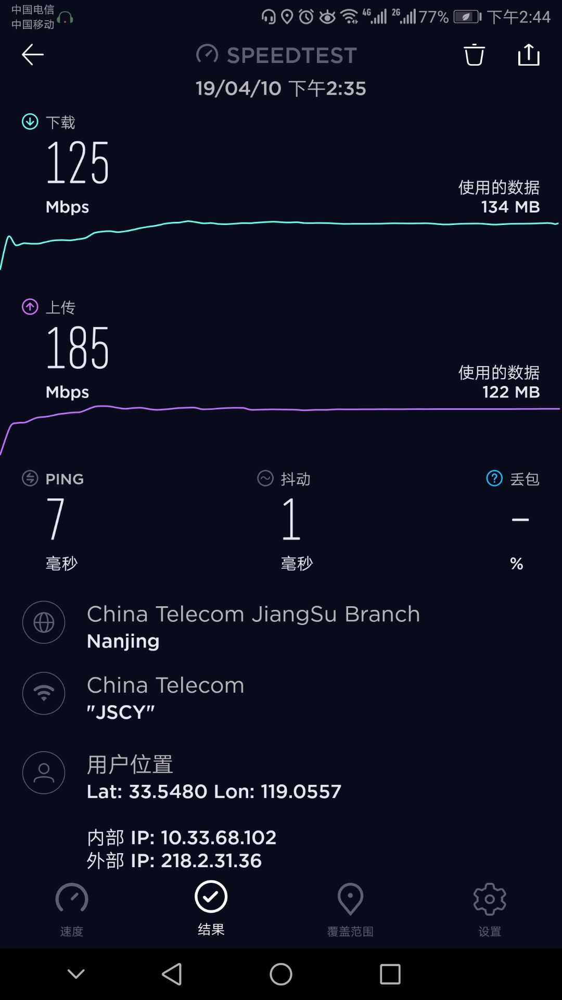 中国电信
中国移动
4G 2G 77% 下午2:44
SPEEDTEST
19/04/10 下午2:35
下载
125
Mbps
使用的数据
134 MB
上传
185
Mbps
使用的数据
122 MB
PING 抖动 丢包
7 1 –
毫秒 毫秒 %
China Telecom JiangSu Branch
Nanjing
China Telecom
"JSCY"
用户位置
Lat: 33.5480 Lon: 119.0557
内部 IP: 10.33.68.102
外部 IP: 218.2.31.36
速度 结果 覆盖范围 设置